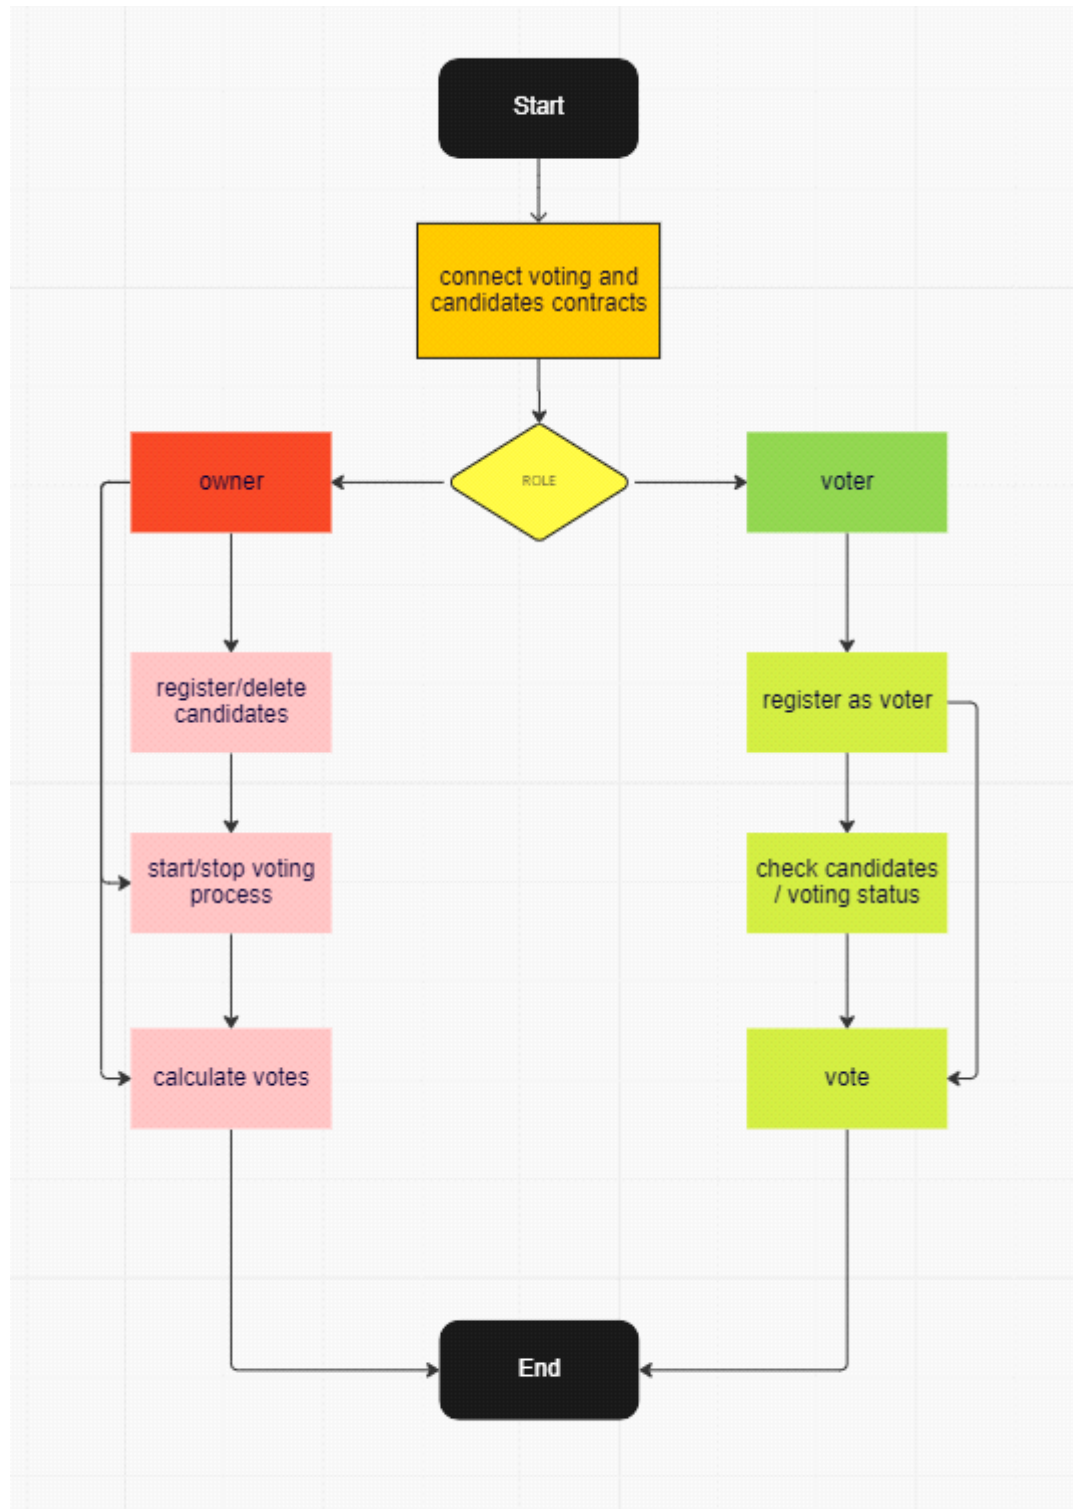 Start
connect voting and
candidates contracts
owner
ROLE
voter
register/delete
candidates
register as voter
start/stop voting
process
check candidates
/ voting status
calculate votes
vote
End